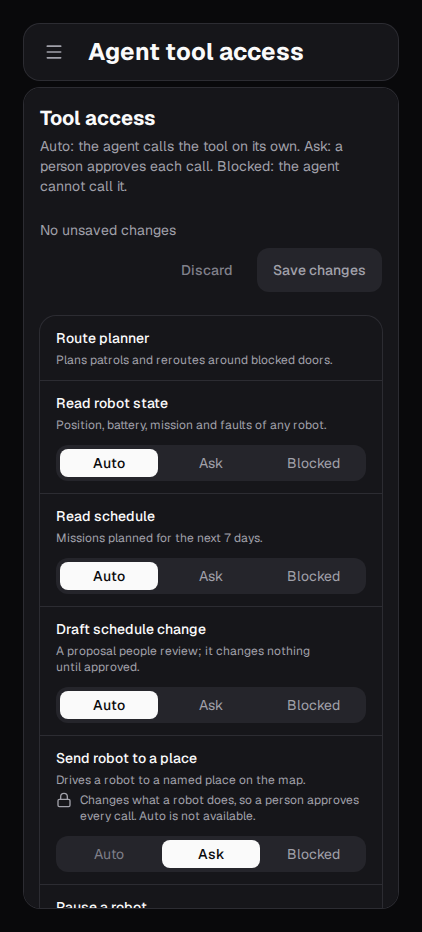 Agent tool access
Tool access
Auto: the agent calls the tool on its own. Ask: a
person approves each call. Blocked: the agent
cannot call it.
No unsaved changes
Discard
Save changes
Route planner
Plans patrols and reroutes around blocked doors.
Read robot state
Position, battery, mission and faults of any robot.
Auto
Ask
Blocked
Read schedule
Missions planned for the next 7 days.
Auto
Ask
Blocked
Draft schedule change
A proposal people review; it changes nothing
until approved.
Auto
Ask
Blocked
Send robot to a place
Drives a robot to a named place on the map.
Changes what a robot does, so a person approves
every call. Auto is not available.
Auto
Ask
Blocked
Pause a robot